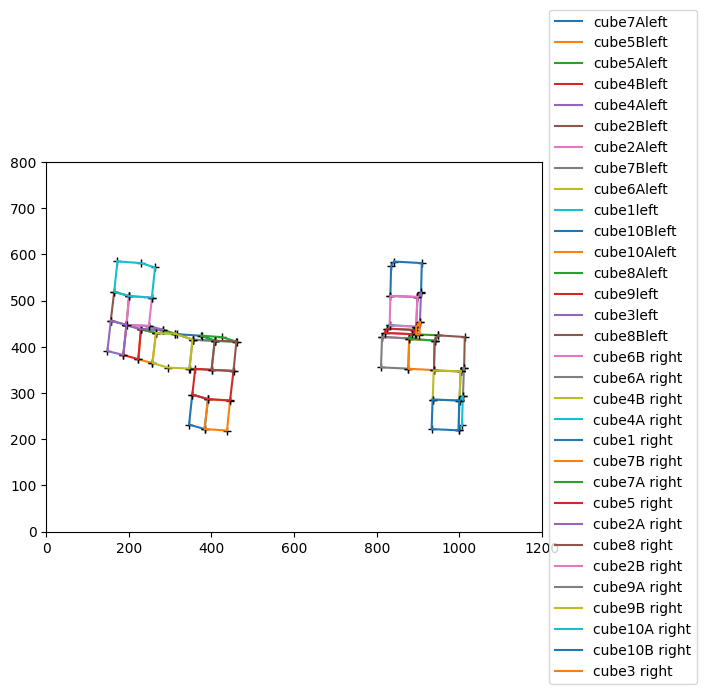 800
700
600
500
400
300
200
100
0
0
200
400
600
800
1000
1200
cube7Aleft
cube5Bleft
cube5Aleft
cube4Bleft
cube4Aleft
cube2Bleft
cube2Aleft
cube7Bleft
cube6Aleft
cube1left
cube10Bleft
cube10Aleft
cube8Aleft
cube9left
cube3left
cube8Bleft
cube6B right
cube6A right
cube4B right
cube4A right
cube1 right
cube7B right
cube7A right
cube5 right
cube2A right
cube8 right
cube2B right
cube9A right
cube9B right
cube10A right
cube10B right
cube3 right